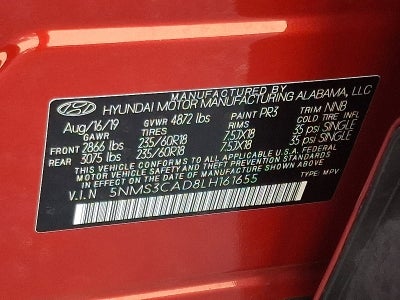 MANUFACTURED BY
HYUNDAI MOTOR MANUFACTURING ALABAMA, LLC
Aug/16/19 GVWR 4872 lbs PAINT PR3 TRIM NNB
GAWR TIRES RIMS COLD TIRE INFL
FRONT 2866 lbs 235/60R18 7.5JX18 35 psi SINGLE
REAR 3075 lbs 235/60R18 7.5JX18 35 psi SINGLE
THIS VEHICLE CONFORMS TO ALL APPLICABLE U.S. FEDERAL
MOTOR VEHICLE SAFETY AND THEFT PREVENTION STANDARDS
IN EFFECT ON THE DATE OF MANUFACTURE SHOWN ABOVE.
V.I.N 5NMS3CAD8LH161655 TYPE: MPV